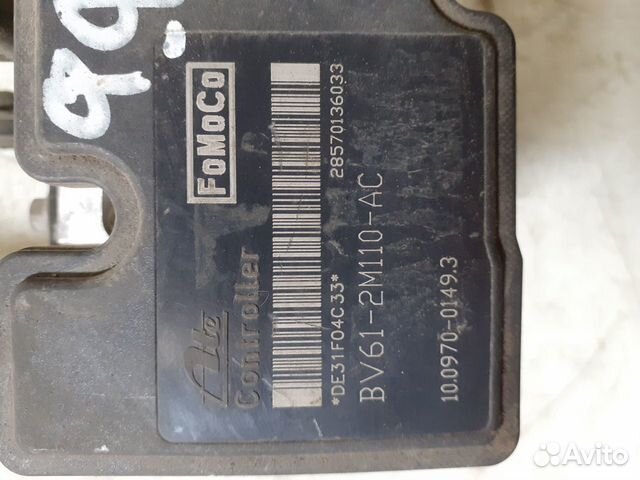 Ate
Controller
FoMoCo
*DE31F04C33*
28570136033
BV61-2M110-AC
10.0970-0149.3
Avito